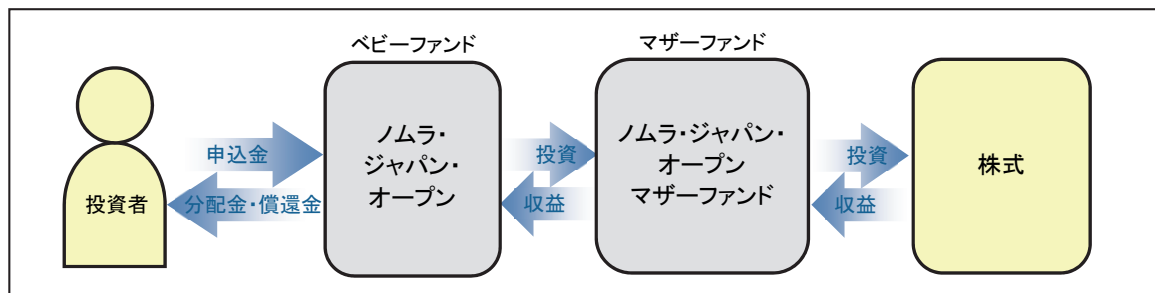 ベビーファンド
マザーファンド
投資者
申込金
分配金・償還金
ノムラ・
ジャパン・
オープン
投資
収益
ノムラ・ジャパン・
オープン
マザーファンド
投資
収益
株式